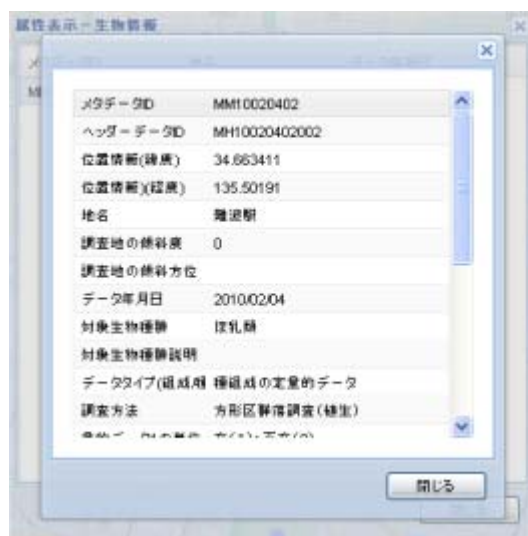 属性表示－生物情報
メタデータID MM10020402
ヘッダーデータID MH10020402002
位置情報(緯度) 34.663411
位置情報)(経度) 135.50191
地名 難波駅
調査地の傾斜度 0
調査地の傾斜方位
データ年月日 2010/02/04
対象生物種類 ほ乳類
対象生物種類説明
データタイプ(組成 種組成の定量的データ
調査方法 方形区群落調査(植生)
閉じる